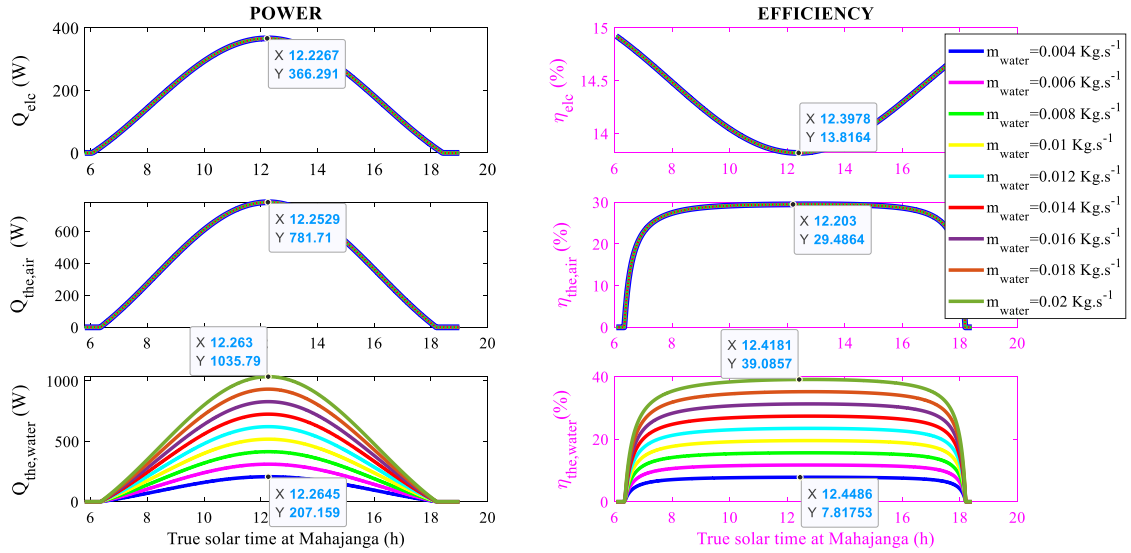 POWER
Q_elc (W)
400
200
0
6 8 10 12 14 16 18 20
X 12.2267
Y 366.291
Q_the,air (W)
600
400
200
0
6 8 10 12 14 16 18 20
X 12.2529
Y 781.71
Q_the,water (W)
1000
500
0
6 8 10 12 14 16 18 20
X 12.263
Y 1035.79
X 12.2645
Y 207.159
True solar time at Mahajanga (h)
EFFICIENCY
η_elc (%)
15
14.5
14
6 8 10 12 14 16
X 12.3978
Y 13.8164
η_the,air (%)
30
20
10
0
6 8 10 12 14 16 18 20
X 12.203
Y 29.4864
η_the,water (%)
40
20
0
6 8 10 12 14 16 18 20
X 12.4181
Y 39.0857
X 12.4486
Y 7.81753
True solar time at Mahajanga (h)
m_water=0.004 Kg.s^-1
m_water=0.006 Kg.s^-1
m_water=0.008 Kg.s^-1
m_water=0.01 Kg.s^-1
m_water=0.012 Kg.s^-1
m_water=0.014 Kg.s^-1
m_water=0.016 Kg.s^-1
m_water=0.018 Kg.s^-1
m_water=0.02 Kg.s^-1